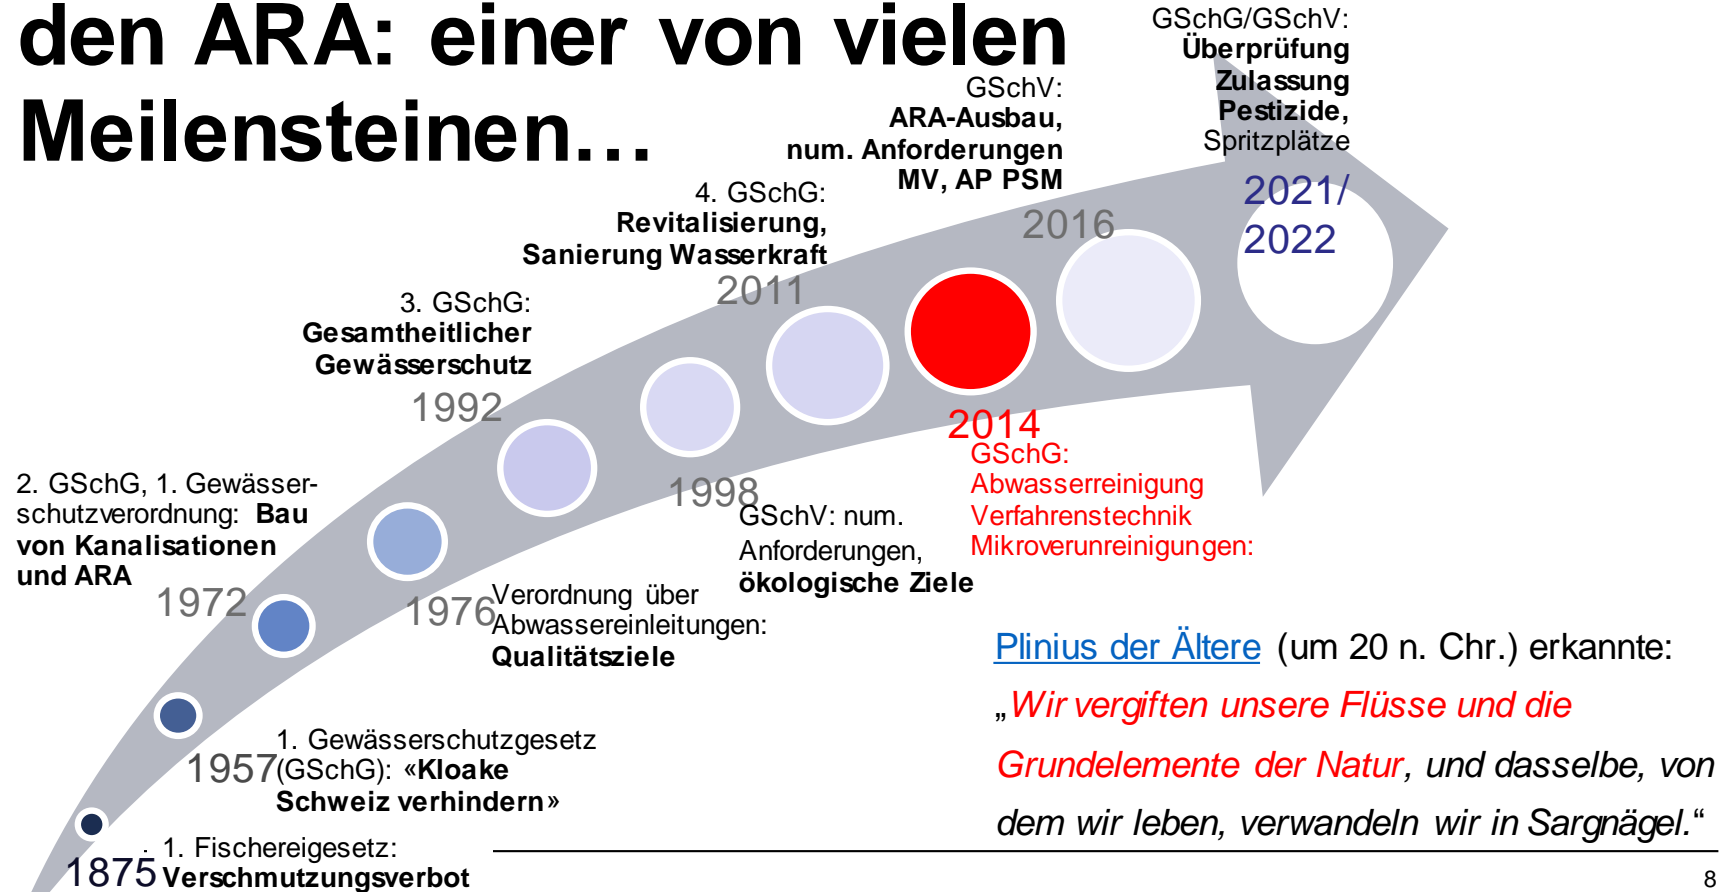 den ARA: einer von vielen
Meilensteinen…
GSchG/GSchV:
Überprüfung
Zulassung
Pestizide,
Spritzplätze
2021/
2022
GSchV:
ARA-Ausbau,
num. Anforderungen
MV, AP PSM
2016
4. GSchG:
Revitalisierung,
Sanierung Wasserkraft
2011
3. GSchG:
Gesamtheitlicher
Gewässerschutz
1992
2014
GSchG:
Abwasserreinigung
Verfahrenstechnik
Mikroverunreinigungen:
2. GSchG, 1. Gewässer-
schutzverordnung: Bau
von Kanalisationen
und ARA
1972
1998
GSchV: num.
Anforderungen,
ökologische Ziele
1976
Verordnung über
Abwassereinleitungen:
Qualitätsziele
1957
1. Gewässerschutzgesetz
(GSchG): «Kloake
Schweiz verhindern»
1875
1. Fischereigesetz:
Verschmutzungsverbot
Plinius der Ältere (um 20 n. Chr.) erkannte:
„Wir vergiften unsere Flüsse und die
Grundelemente der Natur, und dasselbe, von
dem wir leben, verwandeln wir in Sargnägel.“
8